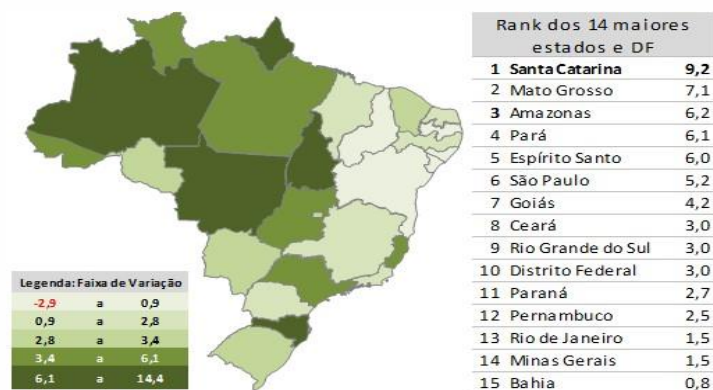 Rank dos 14 maiores
estados e DF
1 Santa Catarina 9,2
2 Mato Grosso 7,1
3 Amazonas 6,2
4 Pará 6,1
5 Espírito Santo 6,0
6 São Paulo 5,2
7 Goiás 4,2
8 Ceará 3,0
9 Rio Grande do Sul 3,0
10 Distrito Federal 3,0
11 Paraná 2,7
12 Pernambuco 2,5
13 Rio de Janeiro 1,5
14 Minas Gerais 1,5
15 Bahia 0,8
Legenda: Faixa de Variação
-2,9 a 0,9
0,9 a 2,8
2,8 a 3,4
3,4 a 6,1
6,1 a 14,4